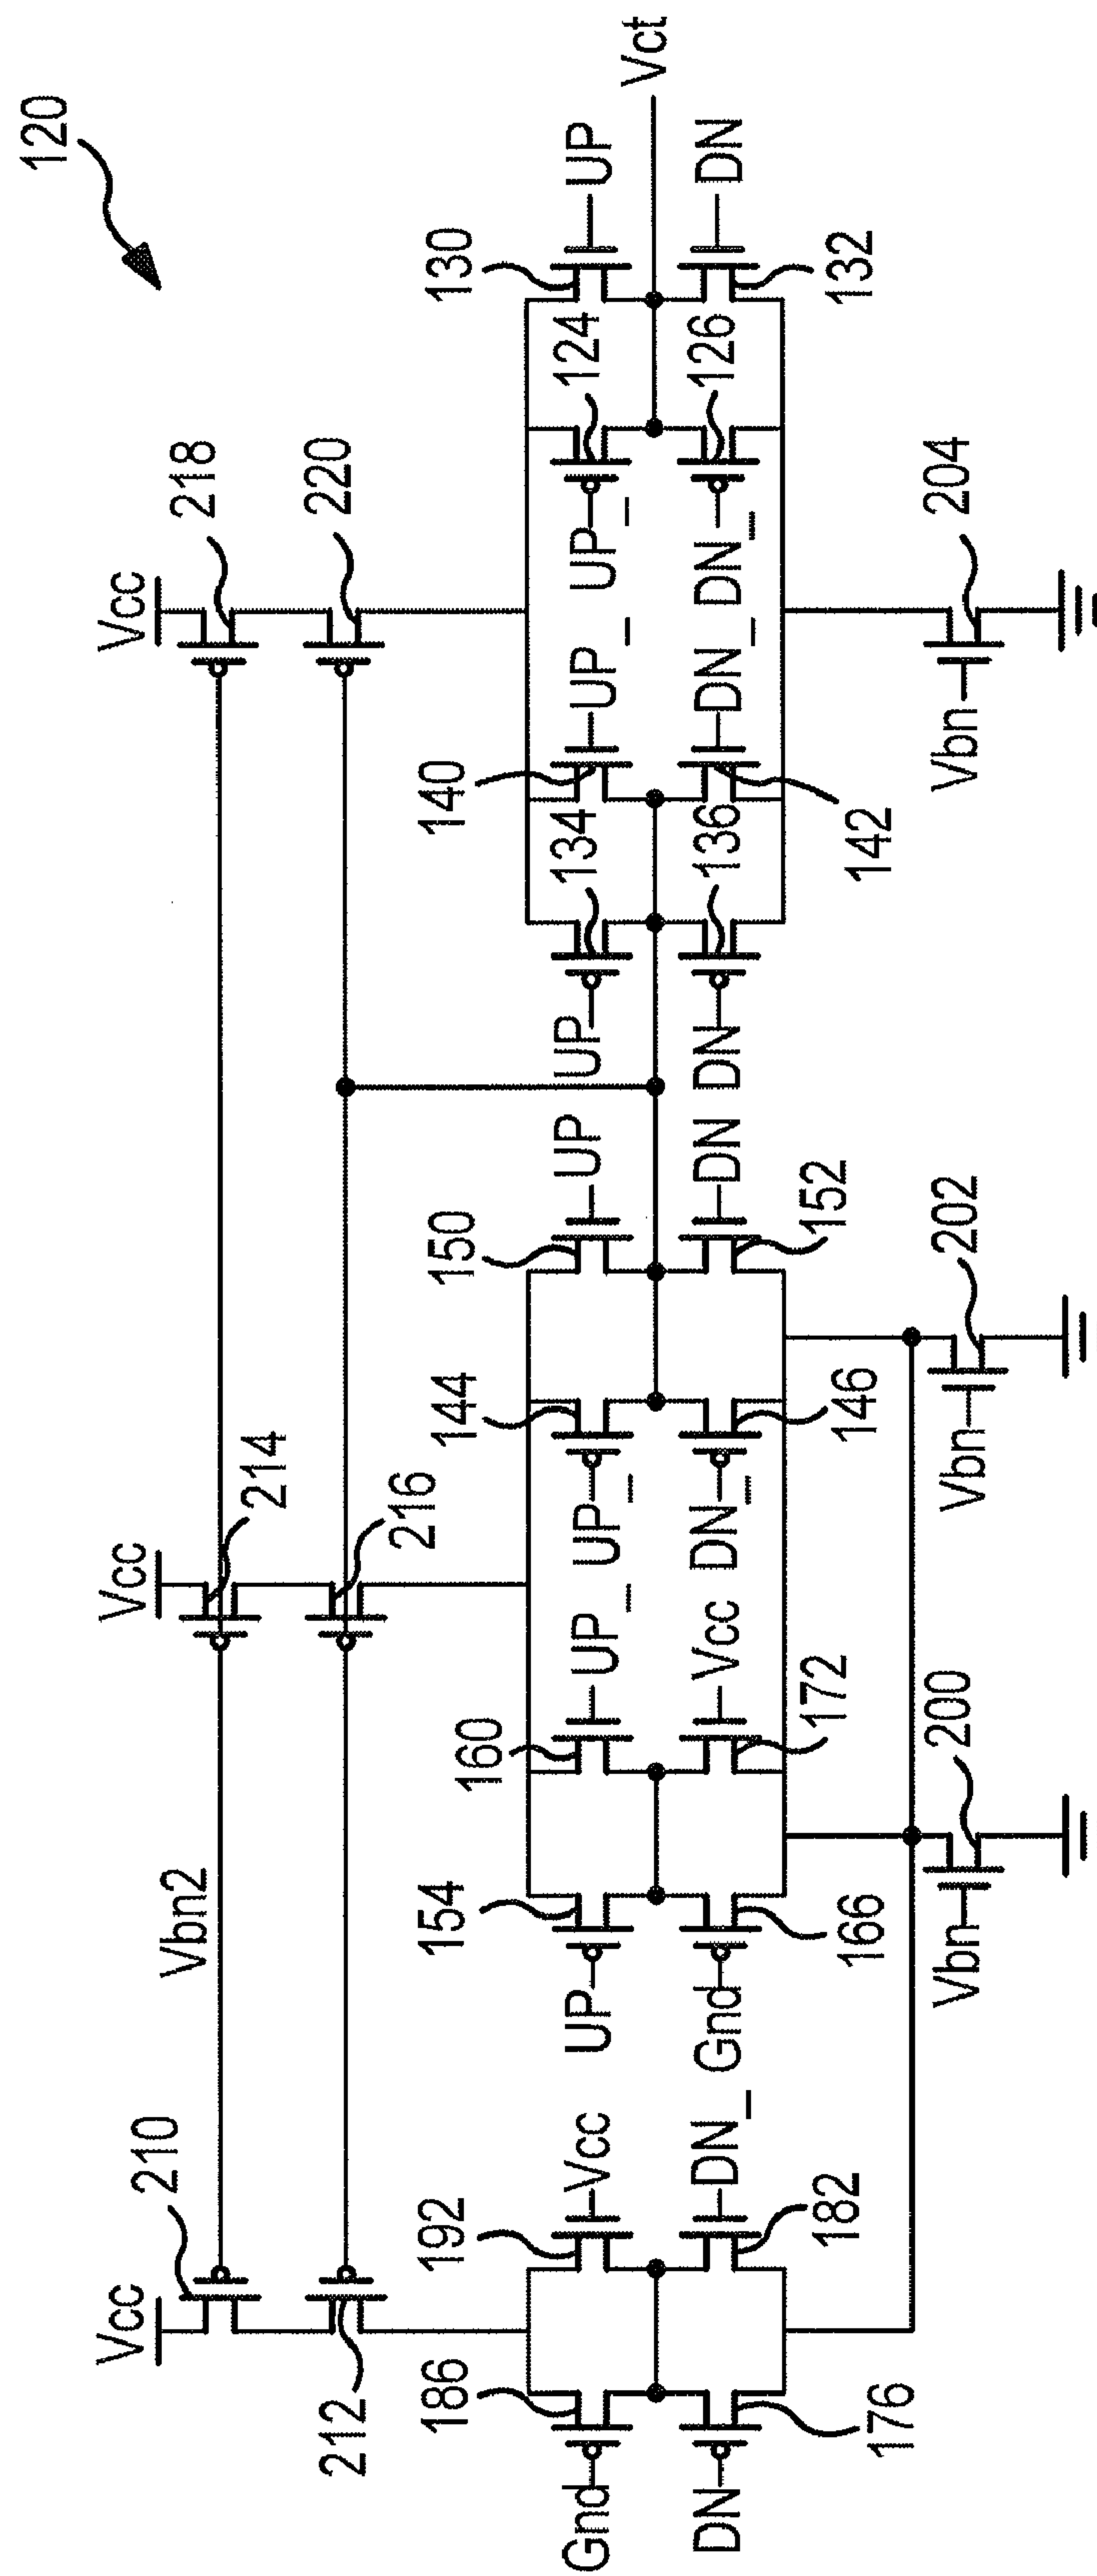 120
Vcc
210
Vbn2
Vcc
214
Vcc
218
212
216
220
186
192
Vcc
154
160
UP_
144
150
UP
134
140
UP_
124
130
UP
Gnd
UP
UP_
UP
UP_
Vct
DN
176
182
DN_
Gnd
166
172
Vcc
DN_
146
152
DN
DN
136
142
DN_
DN_
126
132
DN
Vbn
200
Vbn
202
Vbn
204